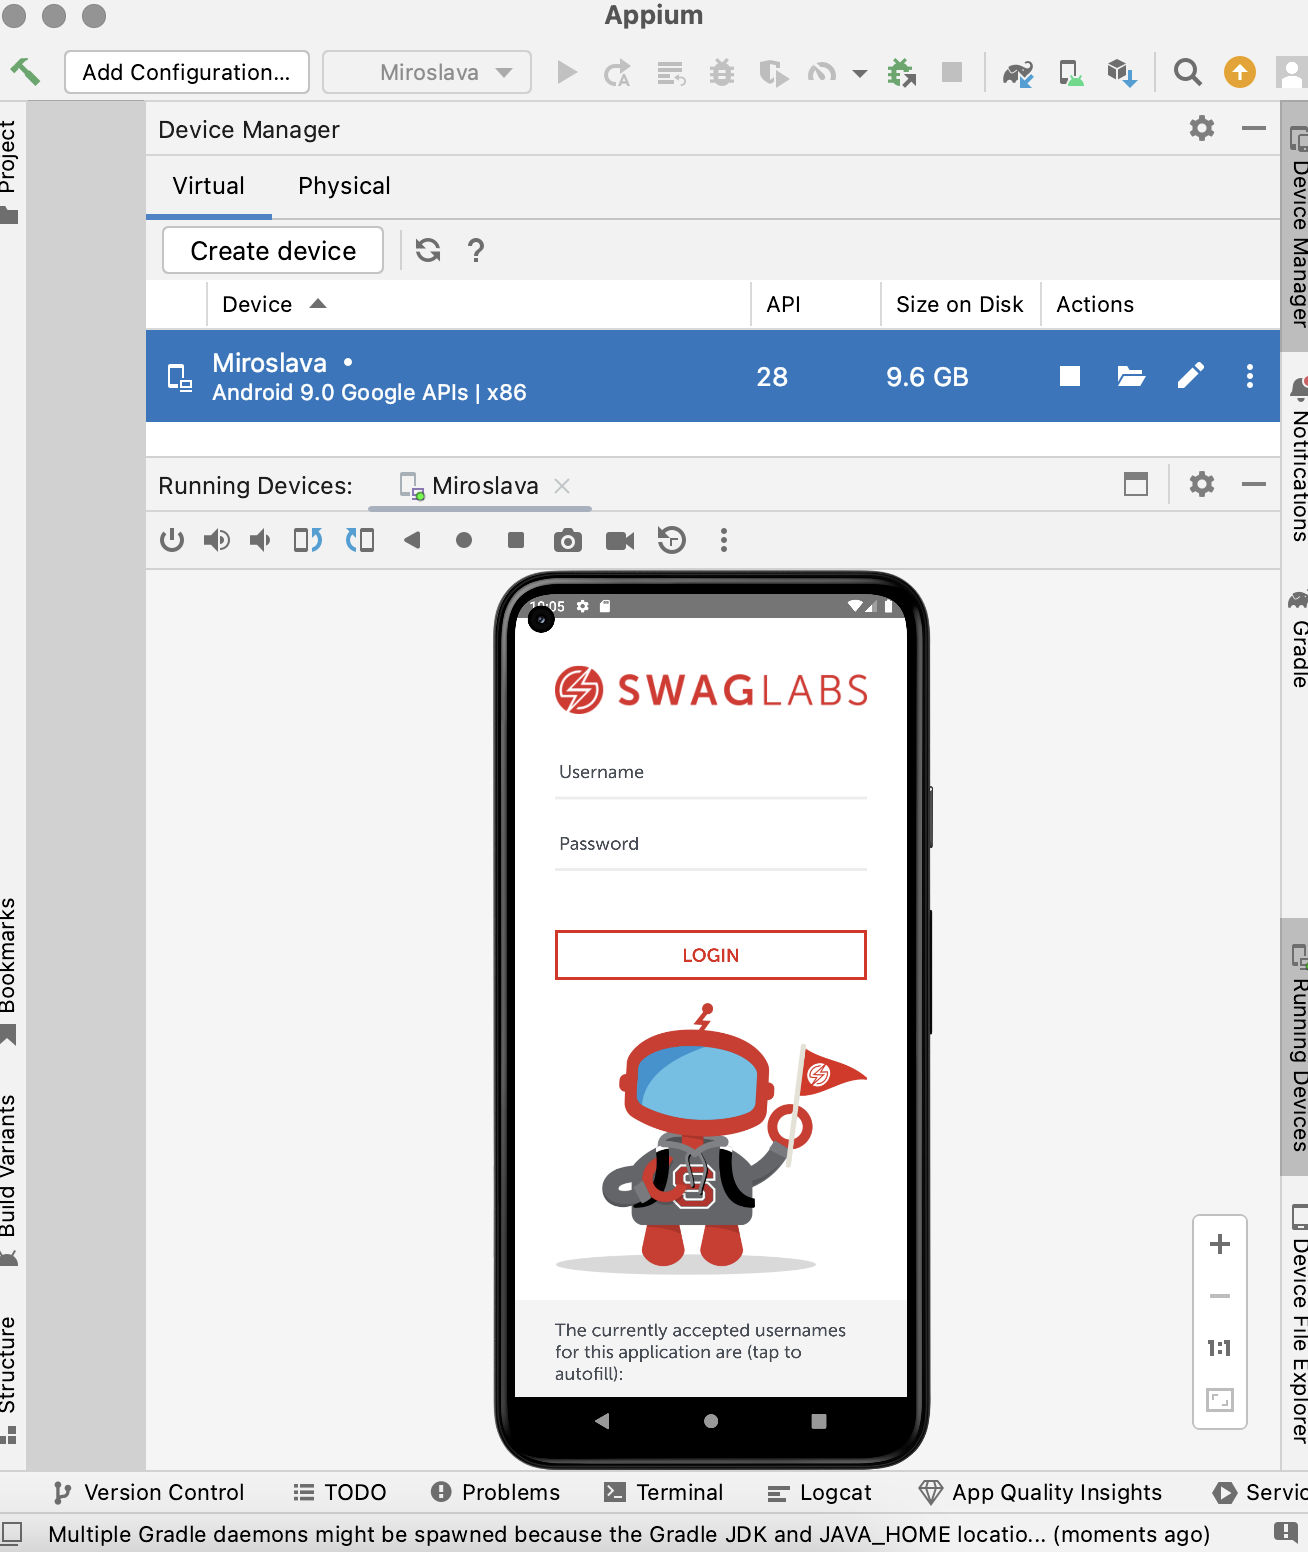 Appium
Add Configuration...
Miroslava
Device Manager
Virtual
Physical
Create device
?
Device
API
Size on Disk
Actions
Miroslava
Android 9.0 Google APIs | x86
28
9.6 GB
Running Devices:
Miroslava
SWAGLABS
Username
Password
LOGIN
S
The currently accepted usernames
for this application are (tap to
autofill):
1:1
Project
Bookmarks
Build Variants
Structure
Device Manager
Notifications
Gradle
Running Devices
Device File Explorer
Version Control
TODO
Problems
Terminal
Logcat
App Quality Insights
Multiple Gradle daemons might be spawned because the Gradle JDK and JAVA_HOME locatio... (moments ago)